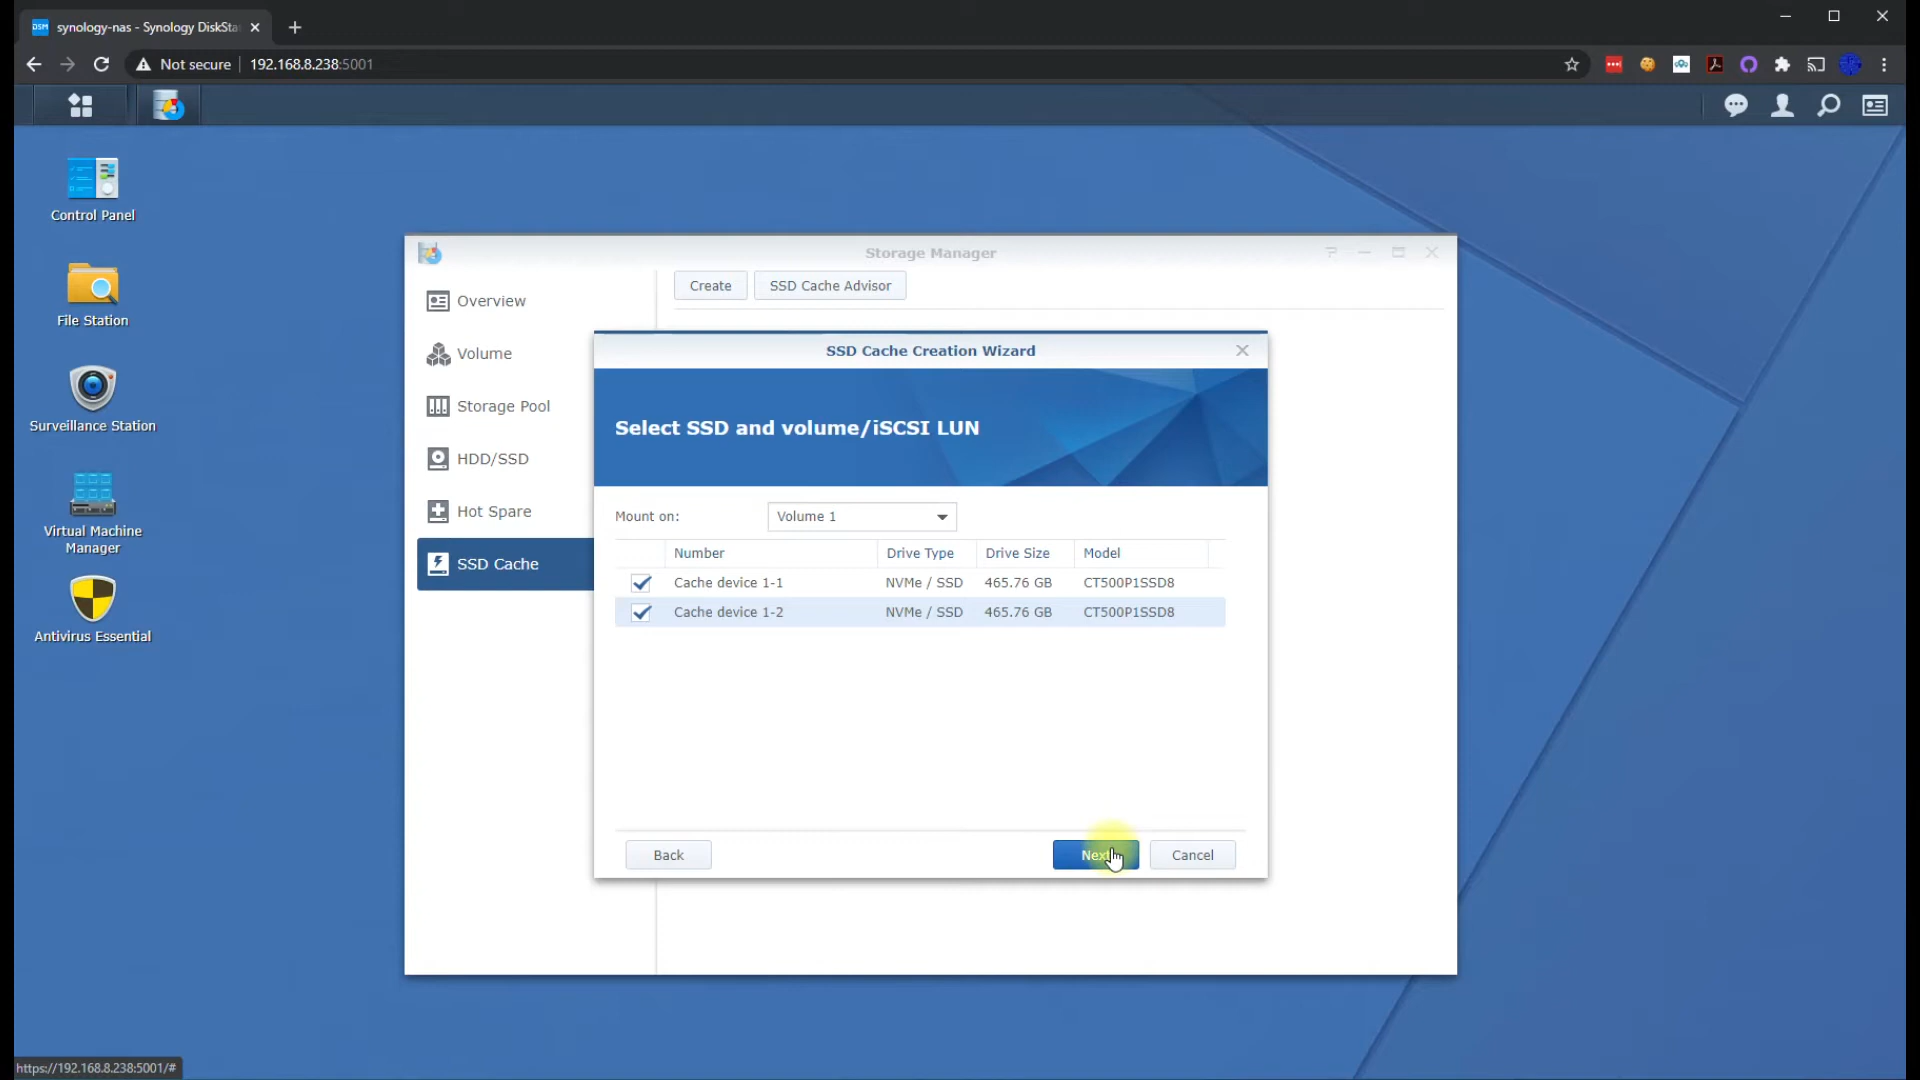 synology-nas - Synology DiskSta
Not secure
192.168.8.238:5001
Control Panel
File Station
Surveillance Station
Virtual Machine
Manager
Antivirus Essential
Storage Manager
Overview
Volume
Storage Pool
HDD/SSD
Hot Spare
SSD Cache
Create
SSD Cache Advisor
SSD Cache Creation Wizard
Select SSD and volume/iSCSI LUN
Mount on:
Volume 1
Number Drive Type Drive Size Model
Cache device 1-1 NVMe / SSD 465.76 GB CT500P1SSD8
Cache device 1-2 NVMe / SSD 465.76 GB CT500P1SSD8
Back
Next
Cancel
https://192.168.8.238:5001/#